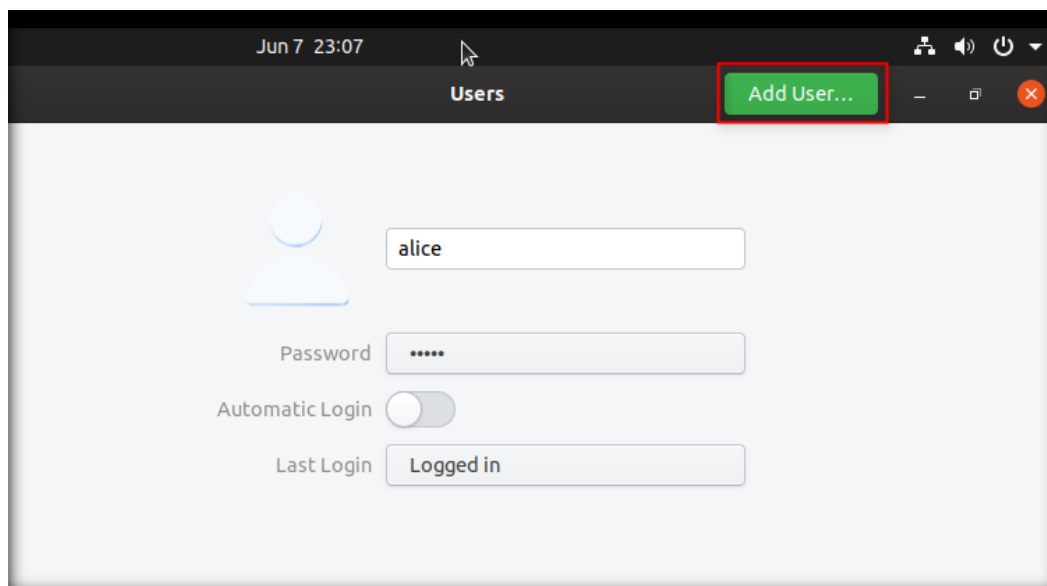 Jun 7 23:07
Users
Add User...
alice
Password •••••
Automatic Login
Last Login Logged in